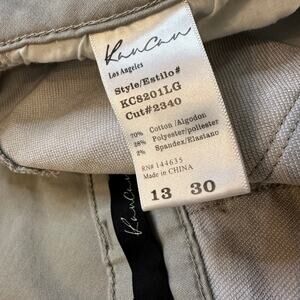 KanCan
Los Angeles
Style/Estilo#
KCS201LG
Cut#2340
70% Cotton /Algodon
28% Polyester/poliester
2% Spandex/Elastano
RN# 144635
Made in CHINA
13 30
KanCan